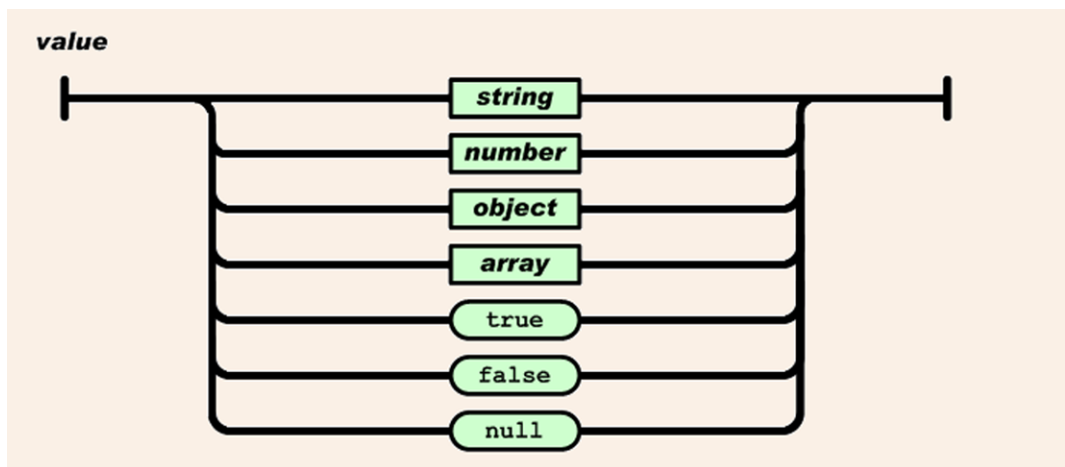 value
string
number
object
array
true
false
null